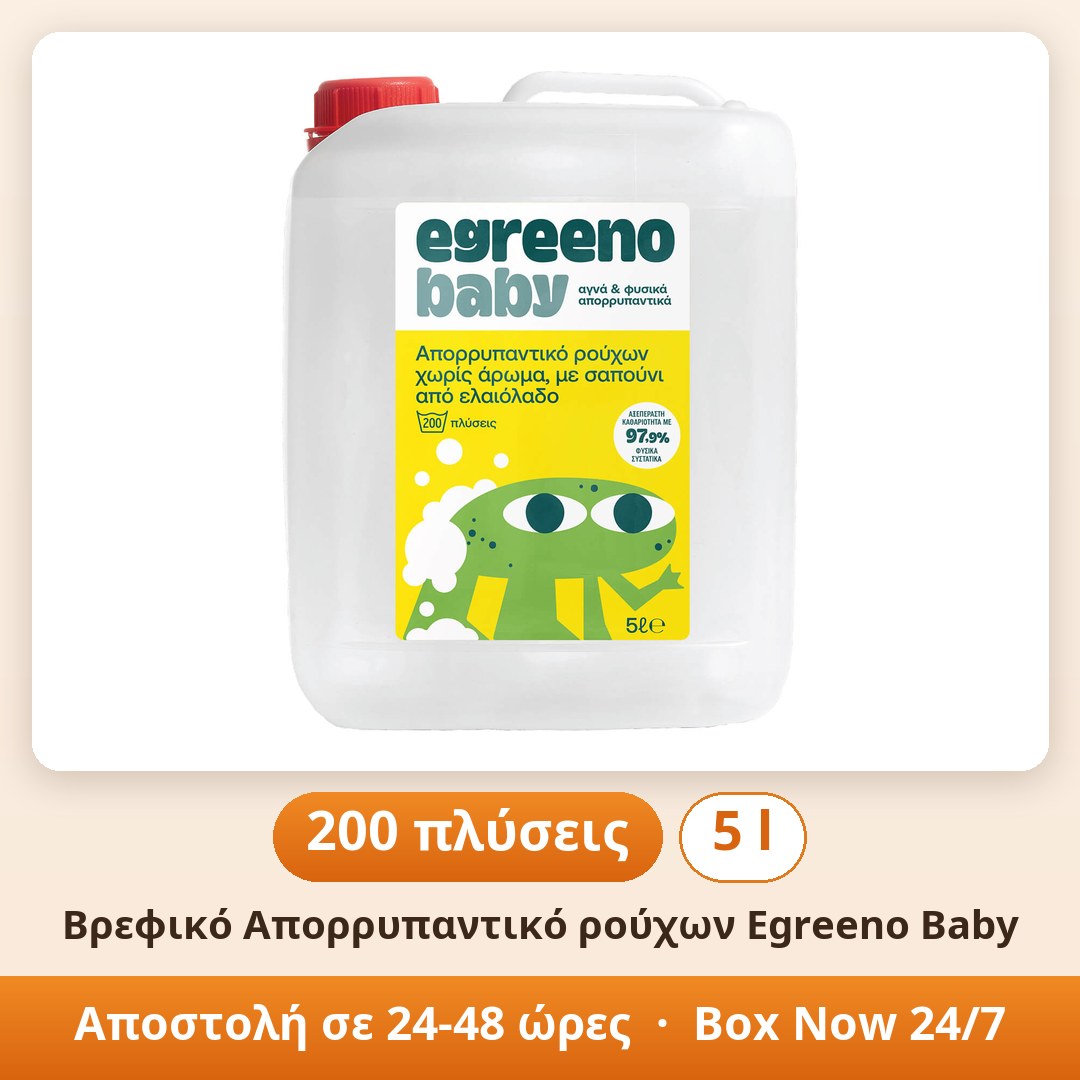 egreeno
baby
αγνά & φυσικά
απορρυπαντικά
Απορρυπαντικό ρούχων
χωρίς άρωμα, με σαπούνι
από ελαιόλαδο
200 πλύσεις
ΑΞΕΠΕΡΑΣΤΗ
ΚΑΘΑΡΙΟΤΗΤΑ ΜΕ
97,9%
ΦΥΣΙΚΑ
ΣΥΣΤΑΤΙΚΑ
5ℓ℮
200 πλύσεις
5 l
Βρεφικό Απορρυπαντικό ρούχων Egreeno Baby
Αποστολή σε 24-48 ώρες · Box Now 24/7